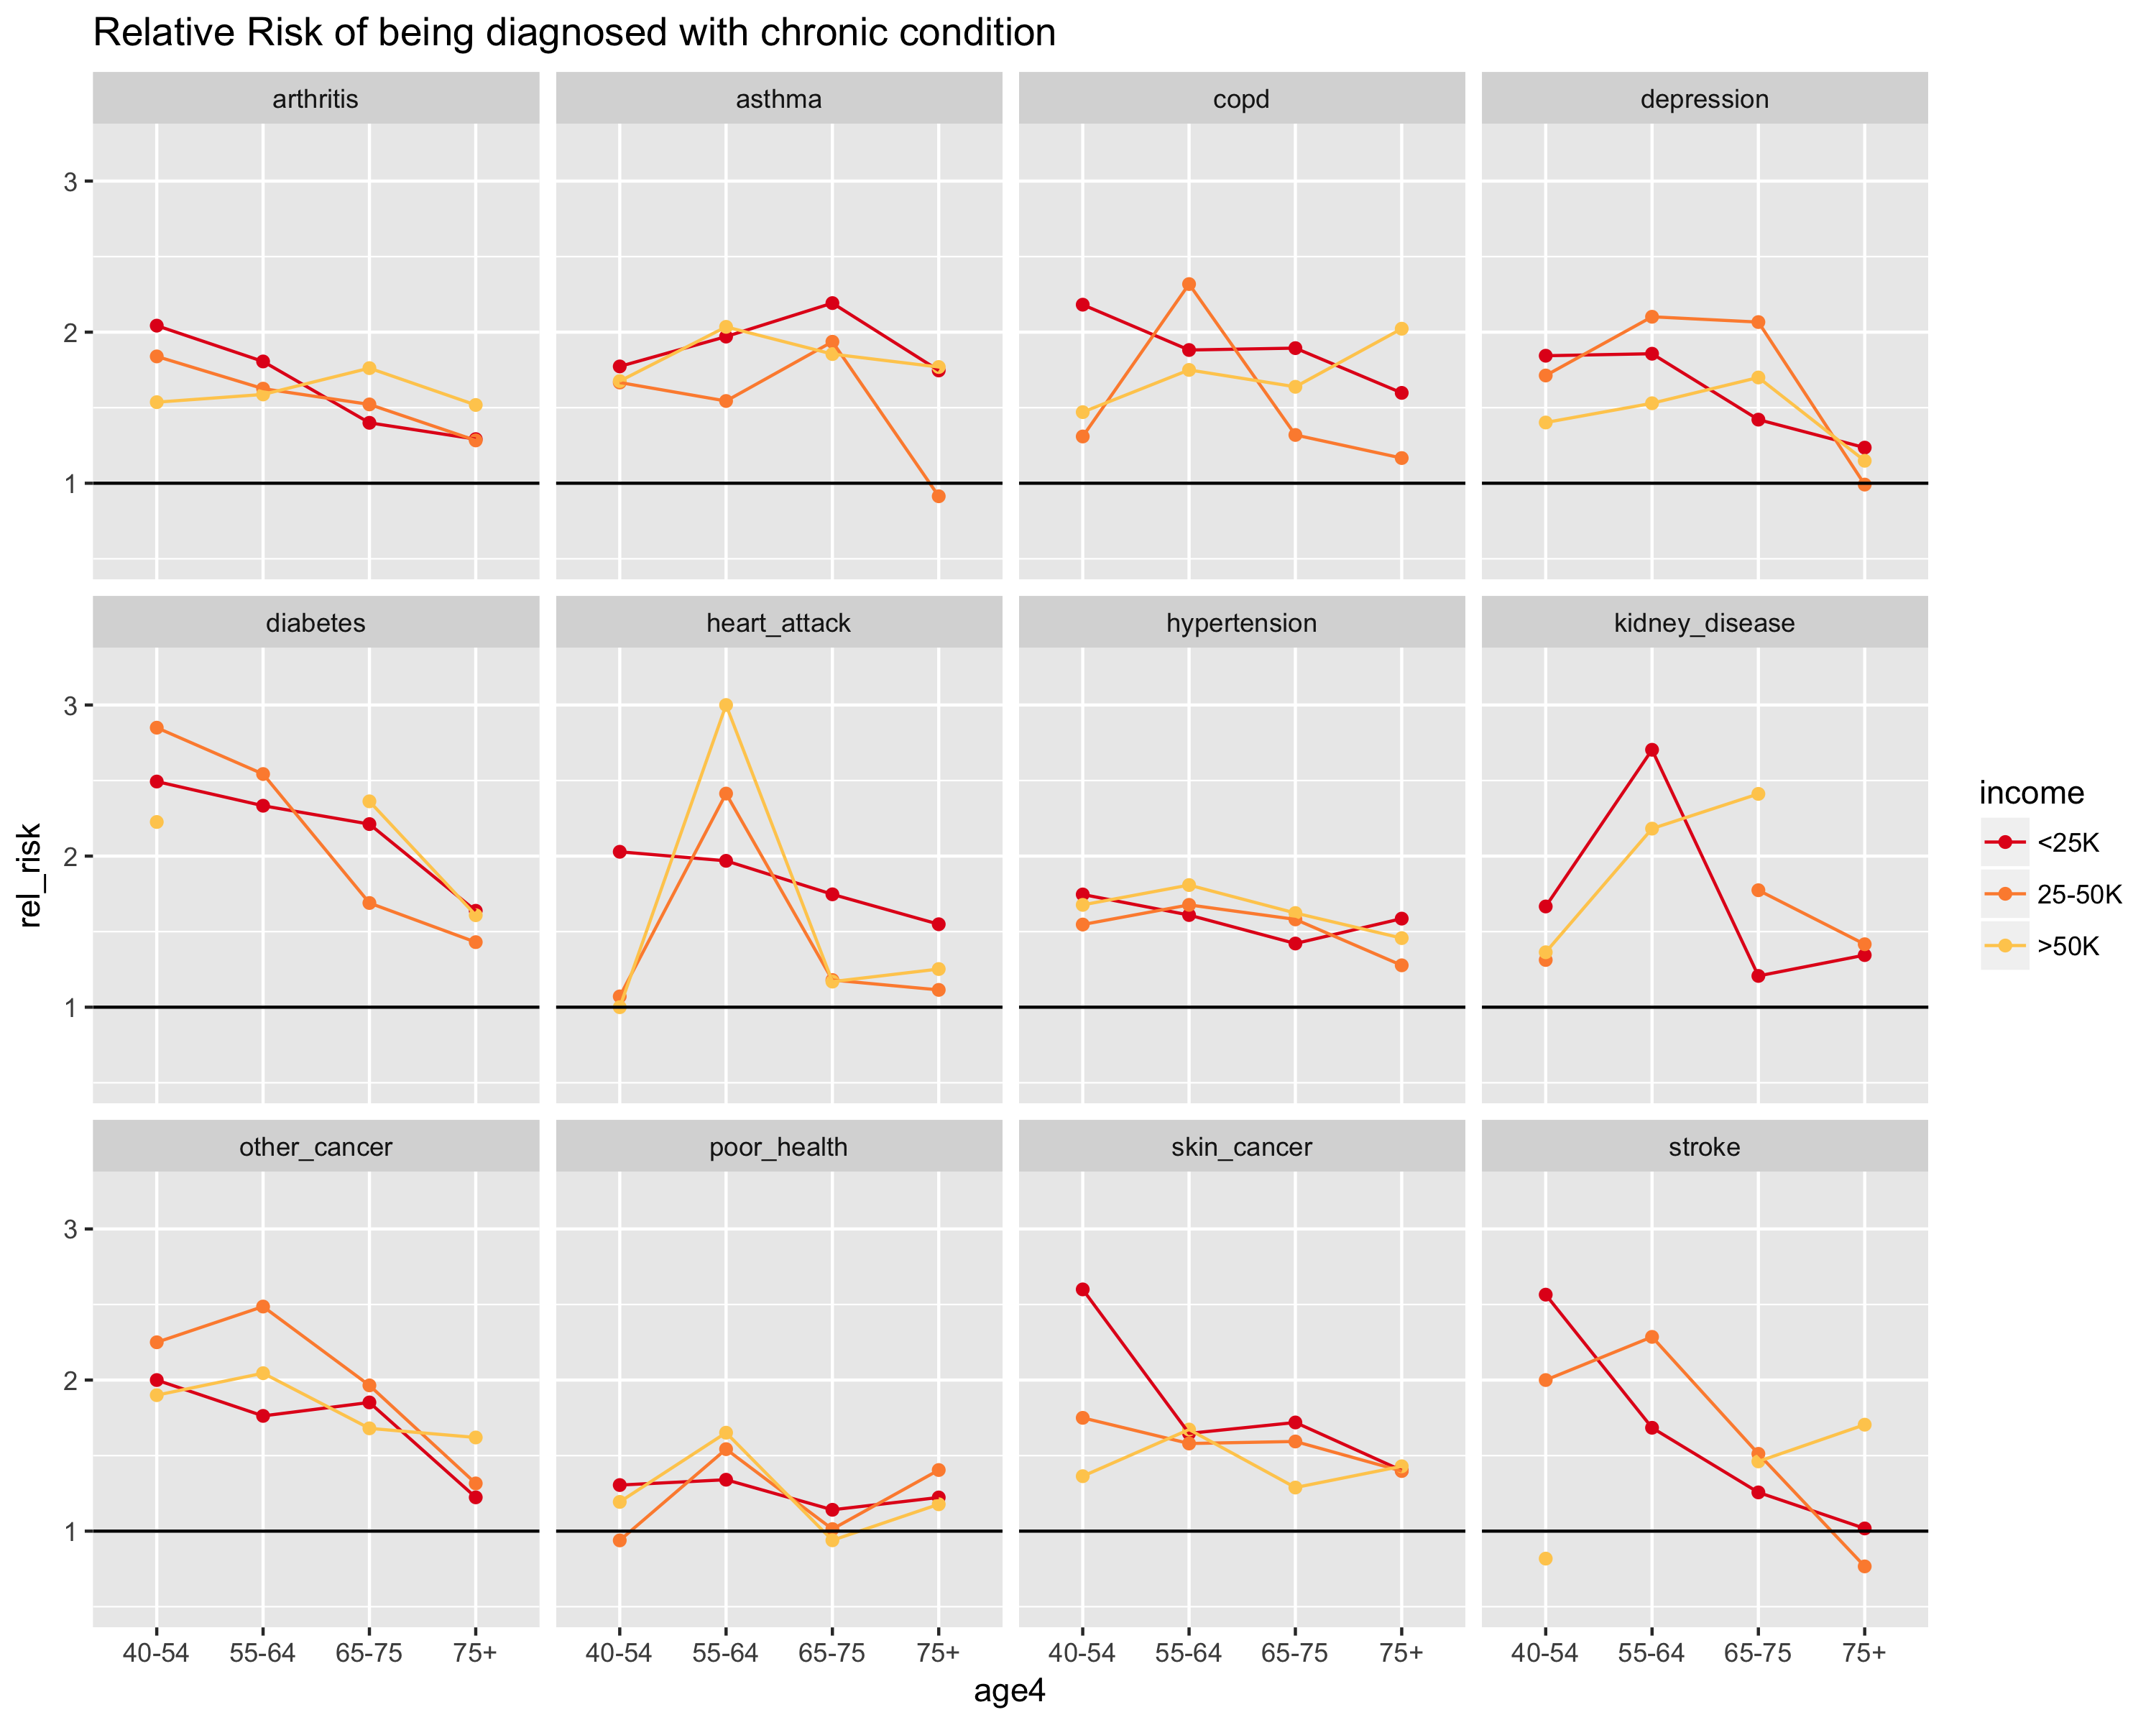 Relative Risk of being diagnosed with chronic condition
arthritis asthma copd depression
3
2
1
diabetes heart_attack hypertension kidney_disease
3
2
1
other_cancer poor_health skin_cancer stroke
3
2
1
40-54 55-64 65-75 75+ 40-54 55-64 65-75 75+ 40-54 55-64 65-75 75+ 40-54 55-64 65-75 75+
age4
rel_risk
income
<25K
25-50K
>50K